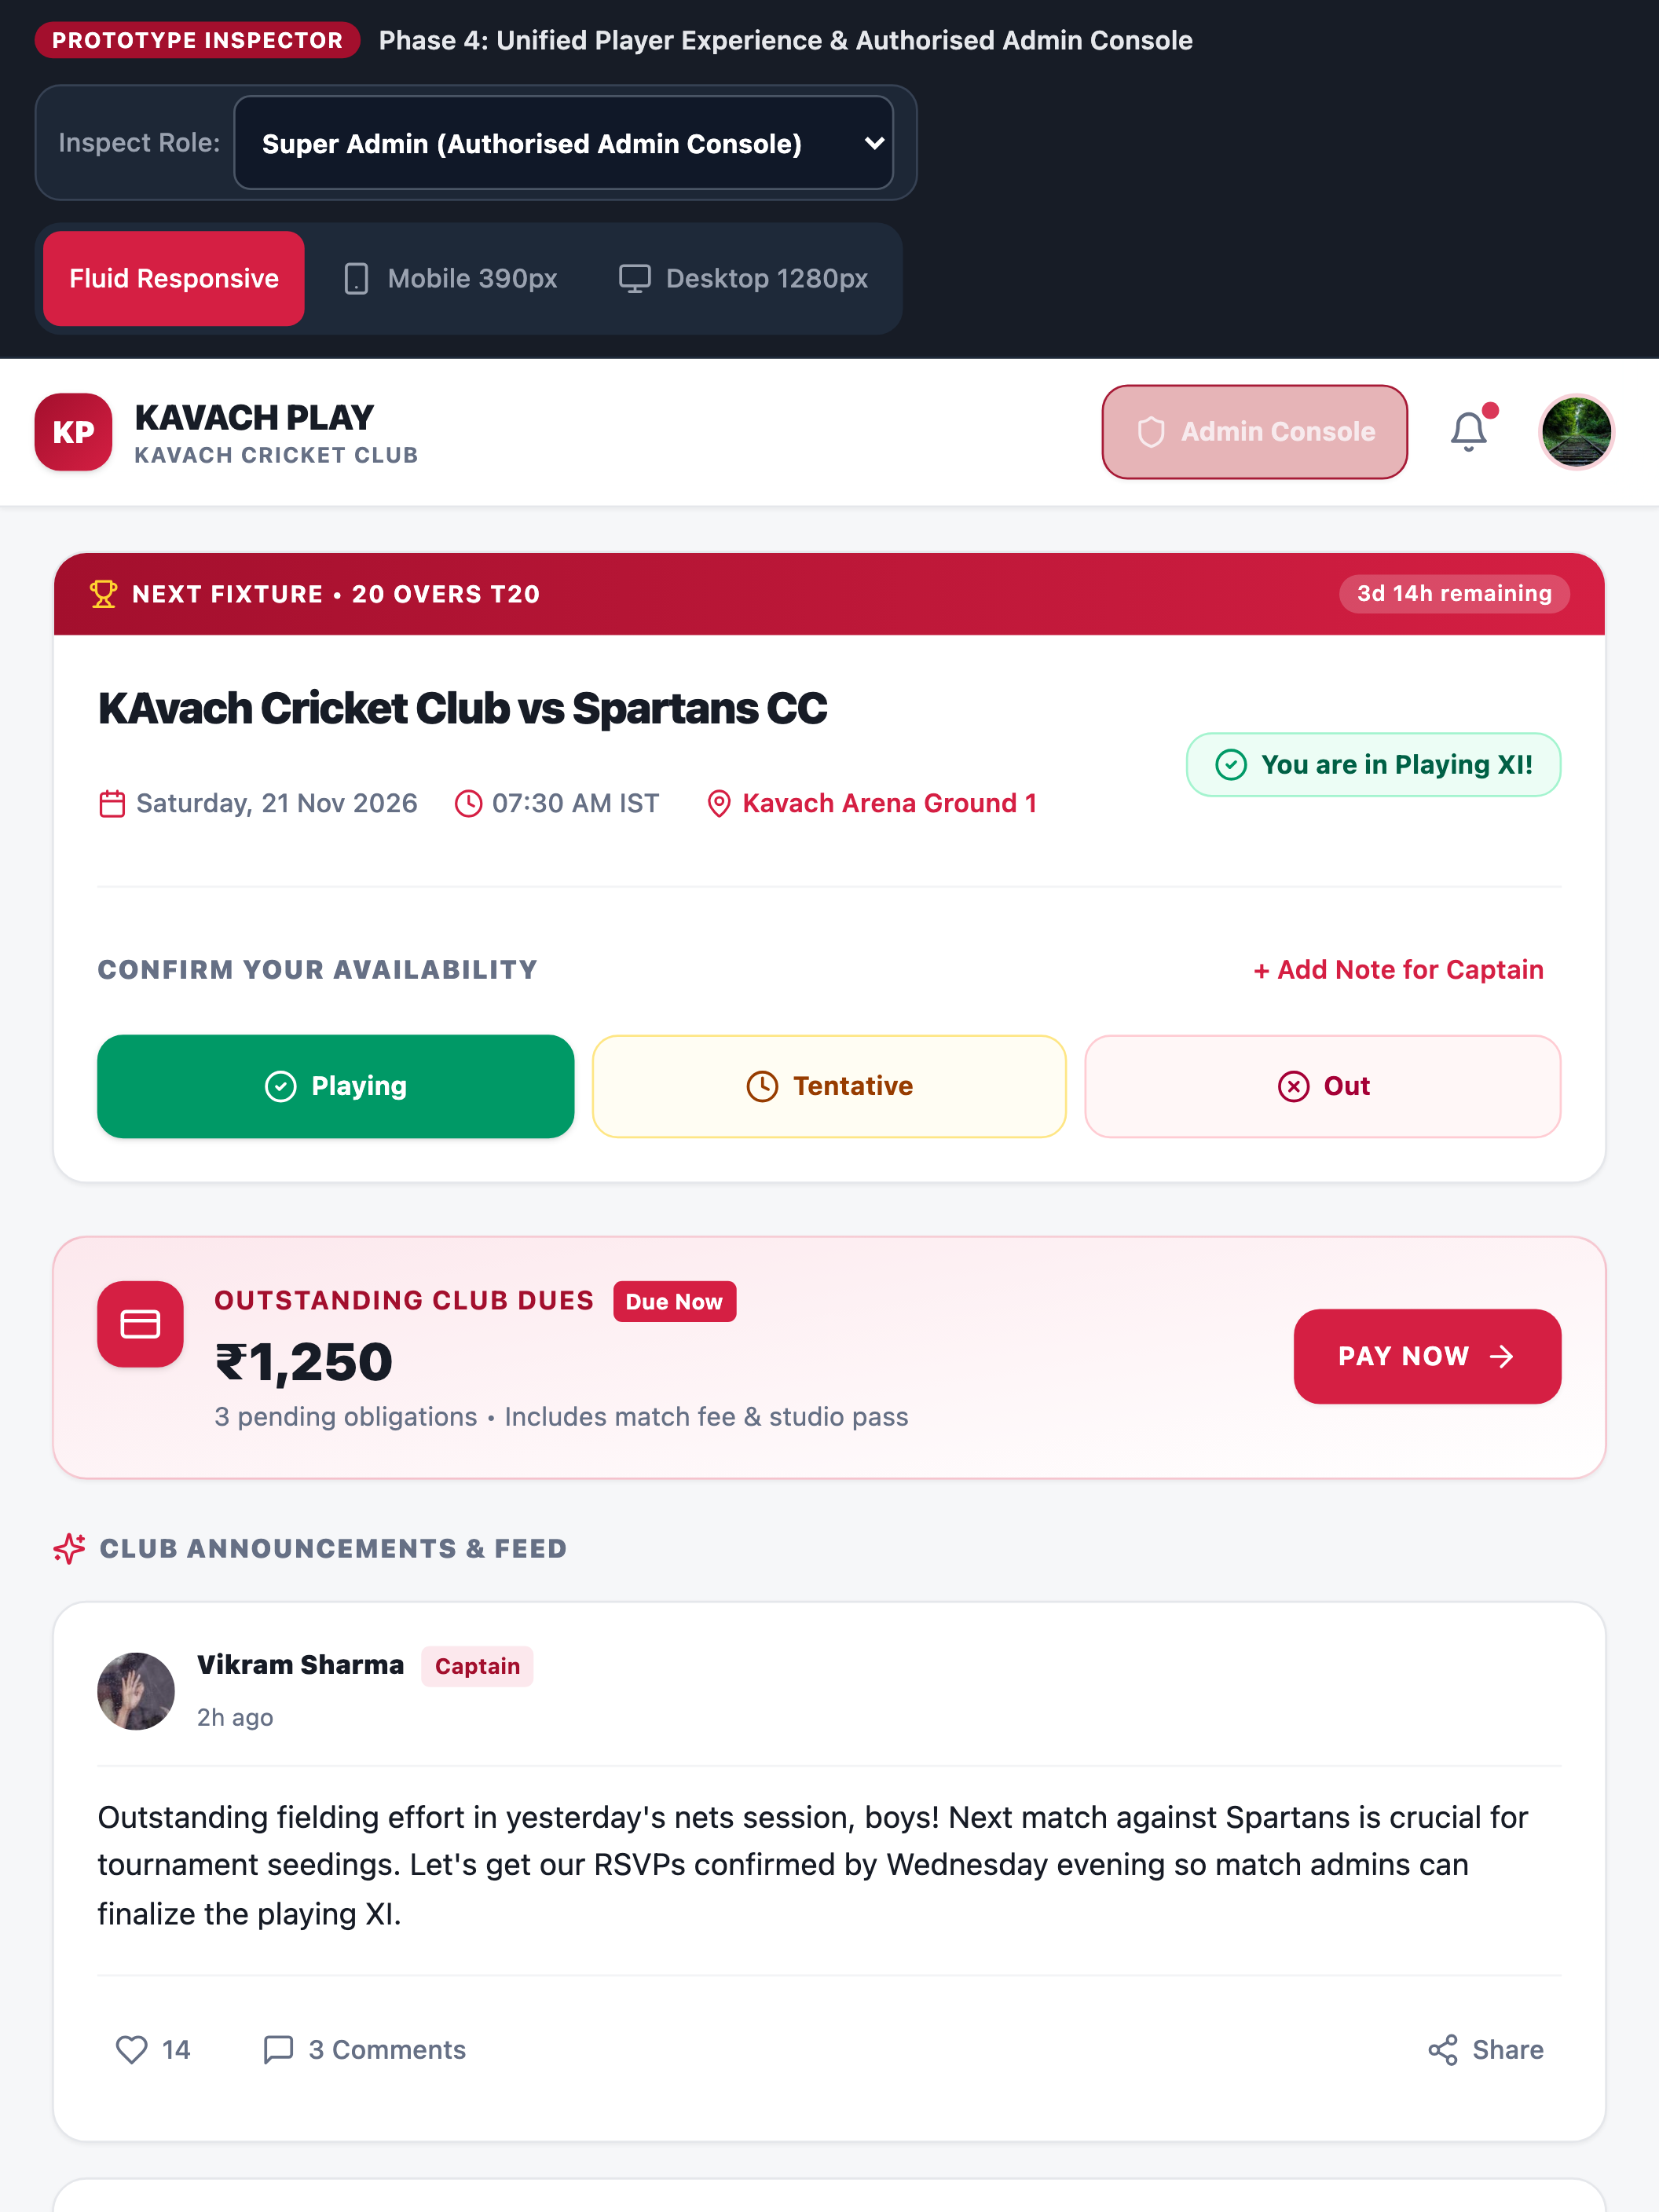 PROTOTYPE INSPECTOR Phase 4: Unified Player Experience & Authorised Admin Console
Inspect Role: Super Admin (Authorised Admin Console)
Fluid Responsive Mobile 390px Desktop 1280px
KP KAVACH PLAY
KAVACH CRICKET CLUB
Admin Console
NEXT FIXTURE • 20 OVERS T20 3d 14h remaining
KAvach Cricket Club vs Spartans CC
You are in Playing XI!
Saturday, 21 Nov 2026 07:30 AM IST Kavach Arena Ground 1
CONFIRM YOUR AVAILABILITY + Add Note for Captain
Playing Tentative Out
OUTSTANDING CLUB DUES Due Now
₹1,250
PAY NOW
3 pending obligations • Includes match fee & studio pass
CLUB ANNOUNCEMENTS & FEED
Vikram Sharma Captain
2h ago
Outstanding fielding effort in yesterday's nets session, boys! Next match against Spartans is crucial for
tournament seedings. Let's get our RSVPs confirmed by Wednesday evening so match admins can
finalize the playing XI.
14 3 Comments Share